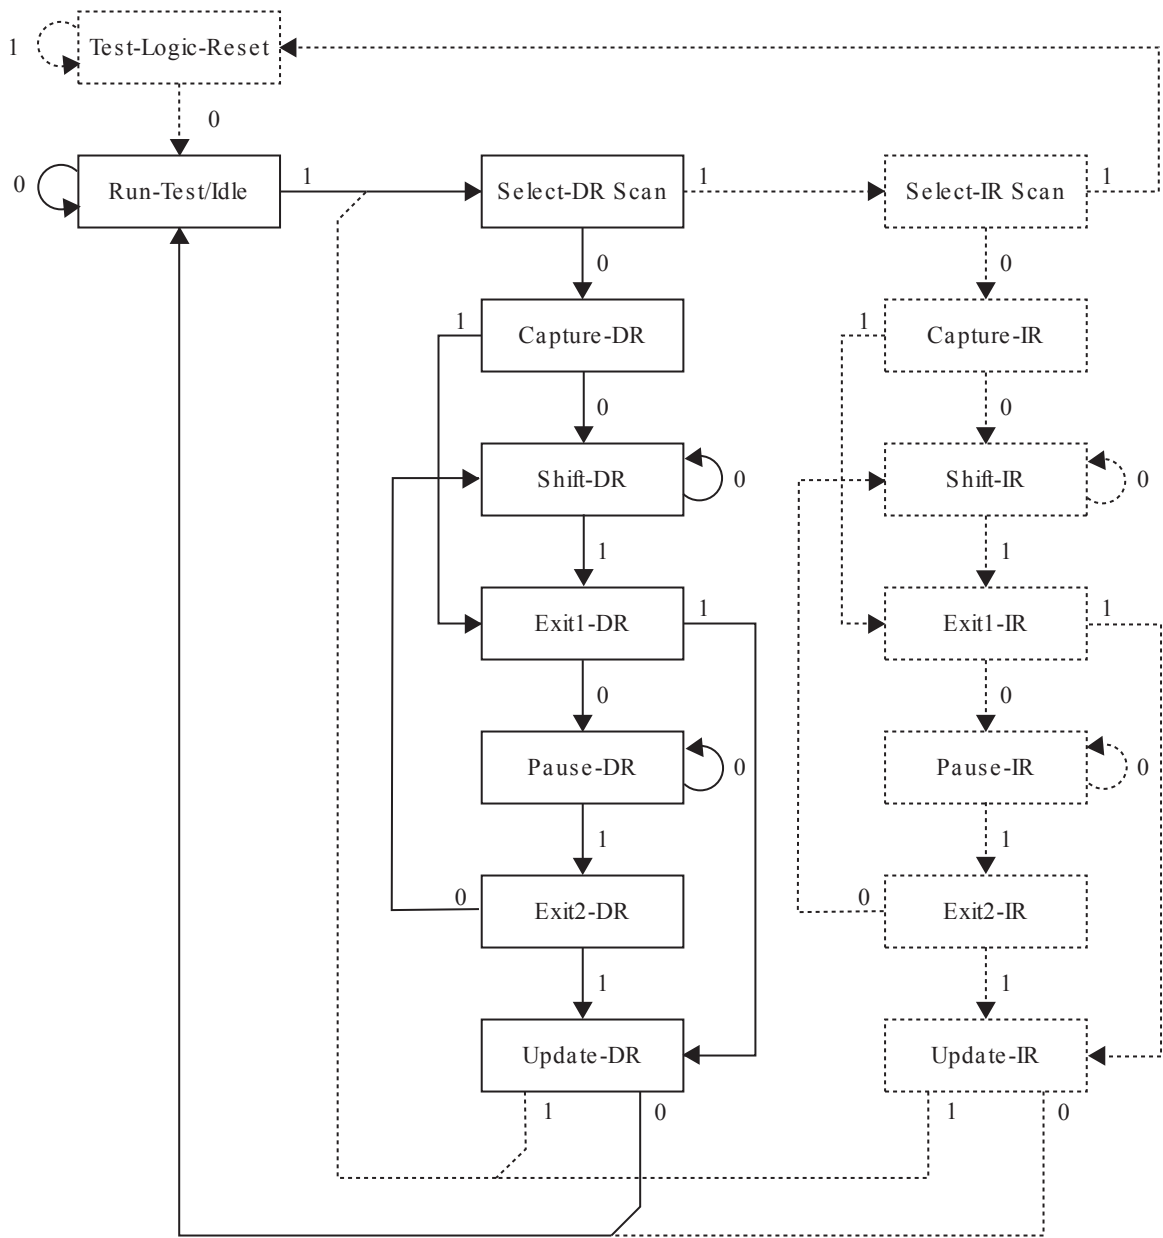 1
Test-Logic-Reset
0
0
Run-Test/Idle
1
Select-DR Scan
1
Select-IR Scan
1
0
0
1
Capture-DR
1
Capture-IR
0
0
Shift-DR
0
Shift-IR
0
1
1
Exit1-DR
1
Exit1-IR
1
0
0
Pause-DR
0
Pause-IR
0
1
1
0
Exit2-DR
0
Exit2-IR
1
1
Update-DR
Update-IR
1
0
1
0